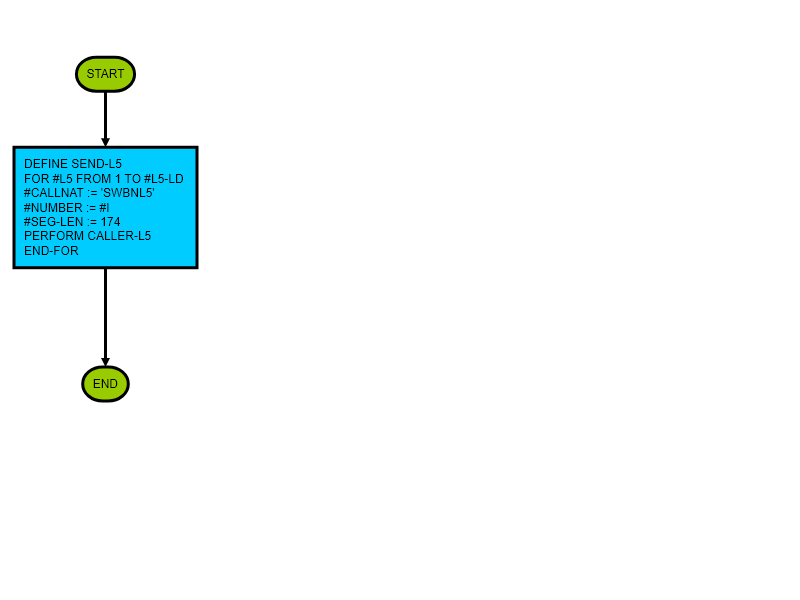 START
DEFINE SEND-L5
FOR #L5 FROM 1 TO #L5-LD
#CALLNAT := 'SWBNL5'
#NUMBER := #I
#SEG-LEN := 174
PERFORM CALLER-L5
END-FOR
END